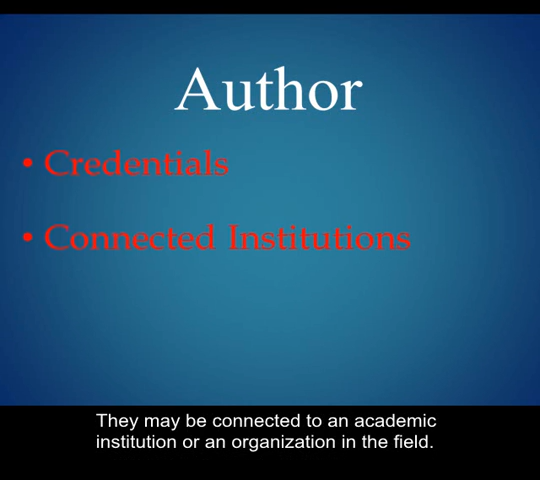 Author
• Credentials
• Connected Institutions
They may be connected to an academic
institution or an organization in the field.